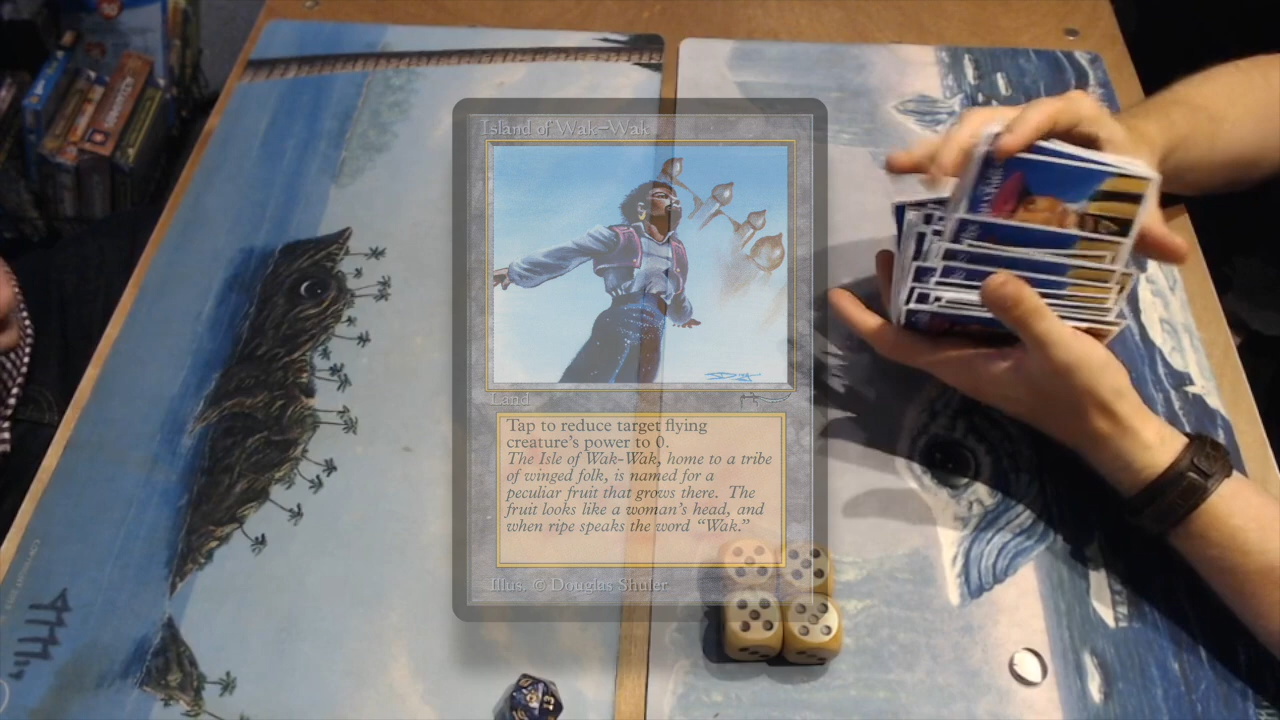 Island of Wak-Wak
Land
Tap to reduce target flying
creature's power to 0.
The Isle of Wak-Wak, home to a tribe
of winged folk, is named for a
peculiar fruit that grows there. The
fruit looks like a woman's head, and
when ripe speaks the word “Wak.”
Illus. © Douglas Shuler
13